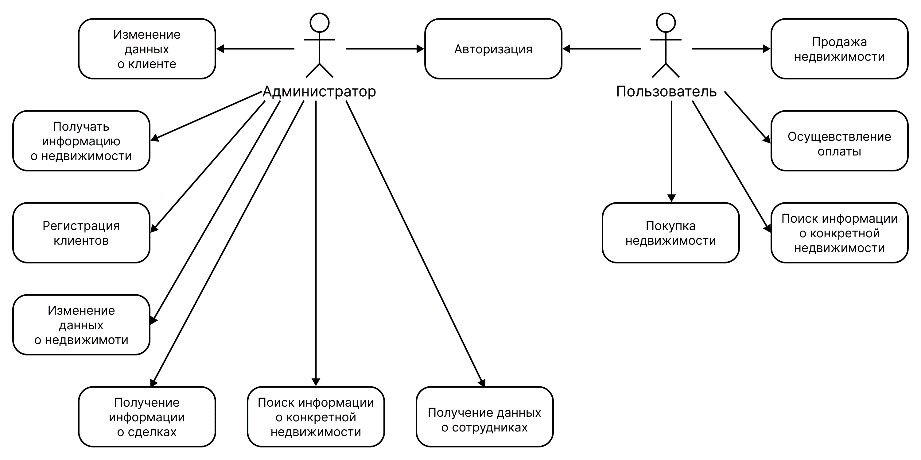 Изменение
данных
о клиенте
Авторизация
Продажа
недвижимости
Администратор
Пользователь
Получать
информацию
о недвижимости
Осущевствление
оплаты
Регистрация
клиентов
Покупка
недвижимости
Поиск информации
о конкретной
недвижимости
Изменение
данных
о недвижимоти
Получение
информации
о сделках
Поиск информации
о конкретной
недвижимости
Получение данных
о сотрудниках